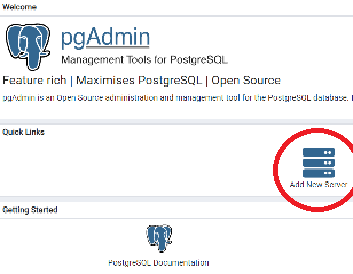 Welcome
pgAdmin
Management Tools for PostgreSQL
Feature rich | Maximises PostgreSQL | Open Source
pgAdmin is an Open Source administration and management tool for the PostgreSQL database.
Quick Links
Add New Server
Getting Started
PostgreSQL Documentation